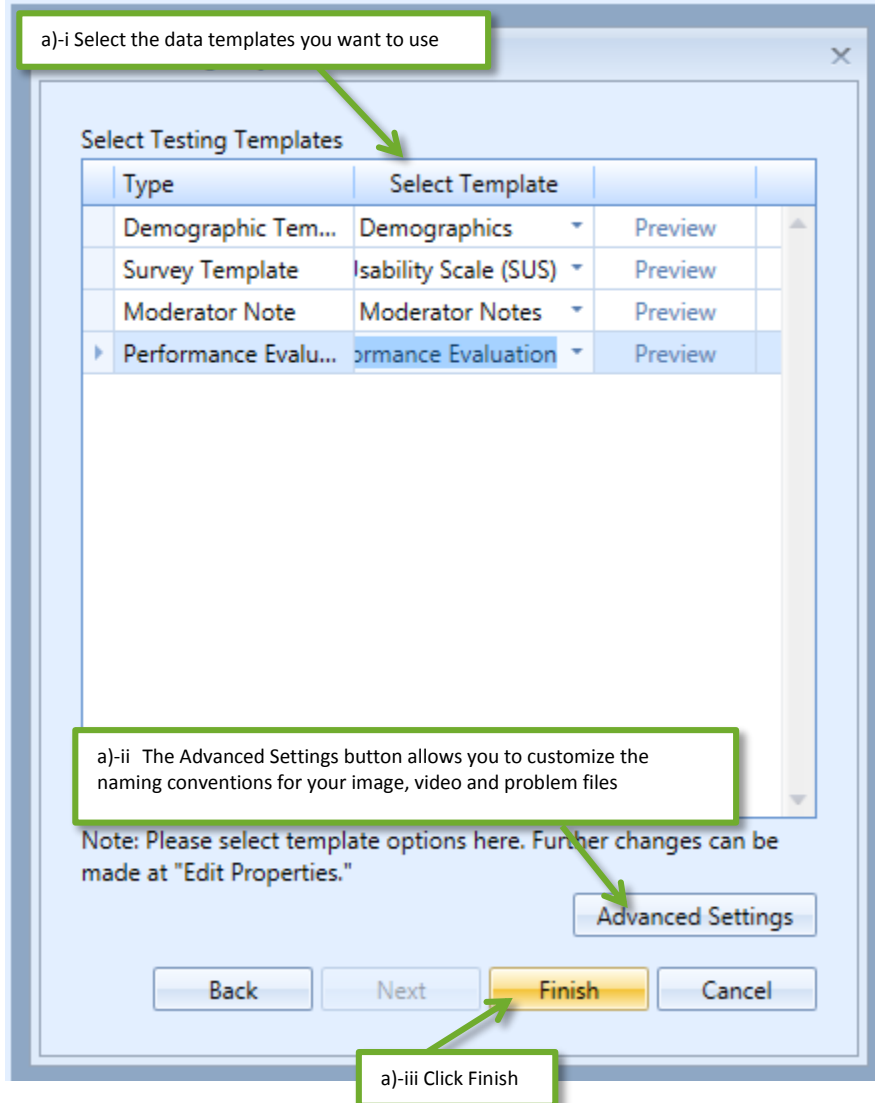 a)-i Select the data templates you want to use
Select Testing Templates
Type Select Template
Demographic Tem... Demographics Preview
Survey Template Usability Scale (SUS) Preview
Moderator Note Moderator Notes Preview
Performance Evalu... ormance Evaluation Preview
a)-ii The Advanced Settings button allows you to customize the
naming conventions for your image, video and problem files
Note: Please select template options here. Further changes can be
made at "Edit Properties."
Advanced Settings
Back Next Finish Cancel
a)-iii Click Finish